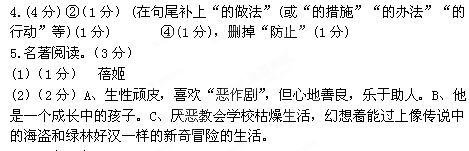 4.(4分)②(1分) (在句尾补上“的做法”(或“的措施”“的办法”“的
行动”等)(1分) ④(1分)，删掉“防止”(1分)
5.名著阅读。(3分)
(1)(1分) 蓓姬
(2)(2分) A、生性顽皮，喜欢“恶作剧”，但心地善良，乐于助人。B、他
是一个成长中的孩子。C、厌恶教会学校枯燥生活，幻想着能过上像传说中
的海盗和绿林好汉一样的新奇冒险的生活。